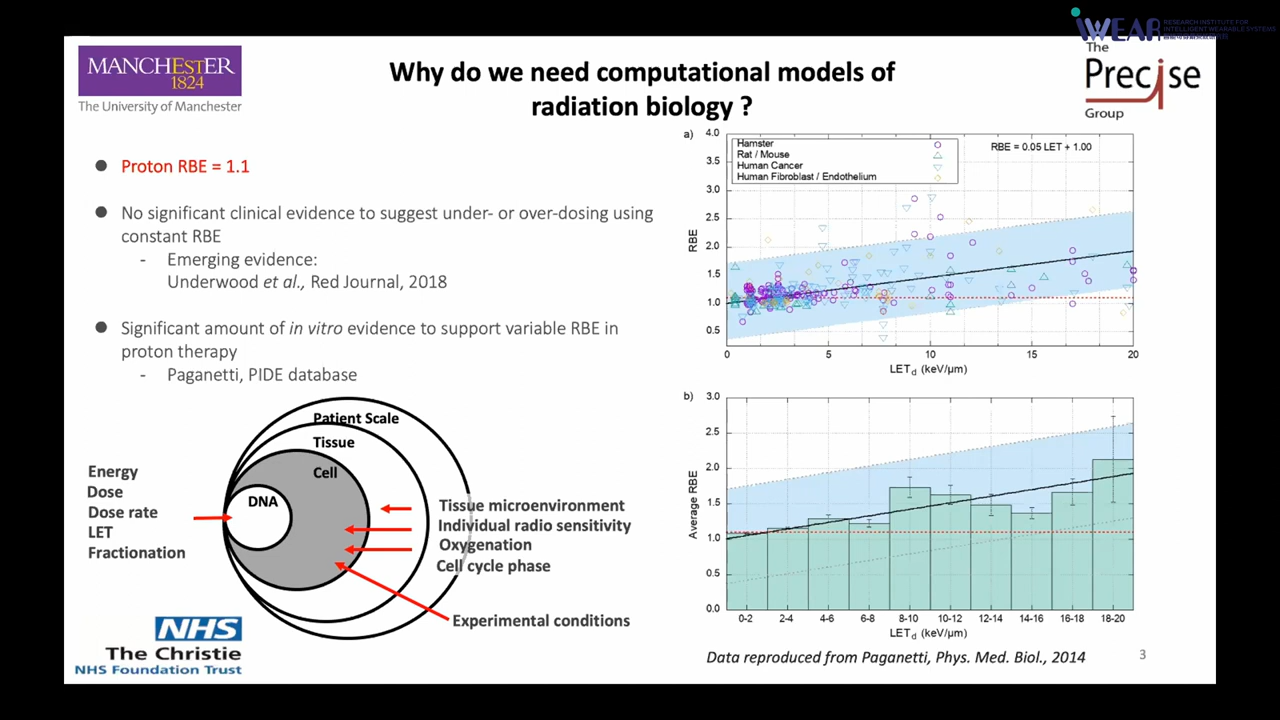 iWEAR
RESEARCH INSTITUTE FOR
INTELLIGENT WEARABLE SYSTEMS
MANCHESTER
1824
The University of Manchester
Why do we need computational models of
radiation biology ?
The
Precise
Group
● Proton RBE = 1.1
● No significant clinical evidence to suggest under- or over-dosing using
constant RBE
- Emerging evidence:
Underwood et al., Red Journal, 2018
● Significant amount of in vitro evidence to support variable RBE in
proton therapy
- Paganetti, PIDE database
Patient Scale
Tissue
Cell
DNA
Energy
Dose
Dose rate
LET
Fractionation
Tissue microenvironment
Individual radio sensitivity
Oxygenation
Cell cycle phase
Experimental conditions
NHS
The Christie
NHS Foundation Trust
a)
4.0
3.5
3.0
2.5
2.0
1.5
1.0
0.5
RBE
Hamster
Rat / Mouse
Human Cancer
Human Fibroblast / Endothelium
RBE = 0.05 LET + 1.00
0 5 10 15 20
LETd (keV/μm)
b)
3.0
2.5
2.0
1.5
1.0
0.5
0.0
Average RBE
0-2 2-4 4-6 6-8 8-10 10-12 12-14 14-16 16-18 18-20
LETd (keV/μm)
Data reproduced from Paganetti, Phys. Med. Biol., 2014
3